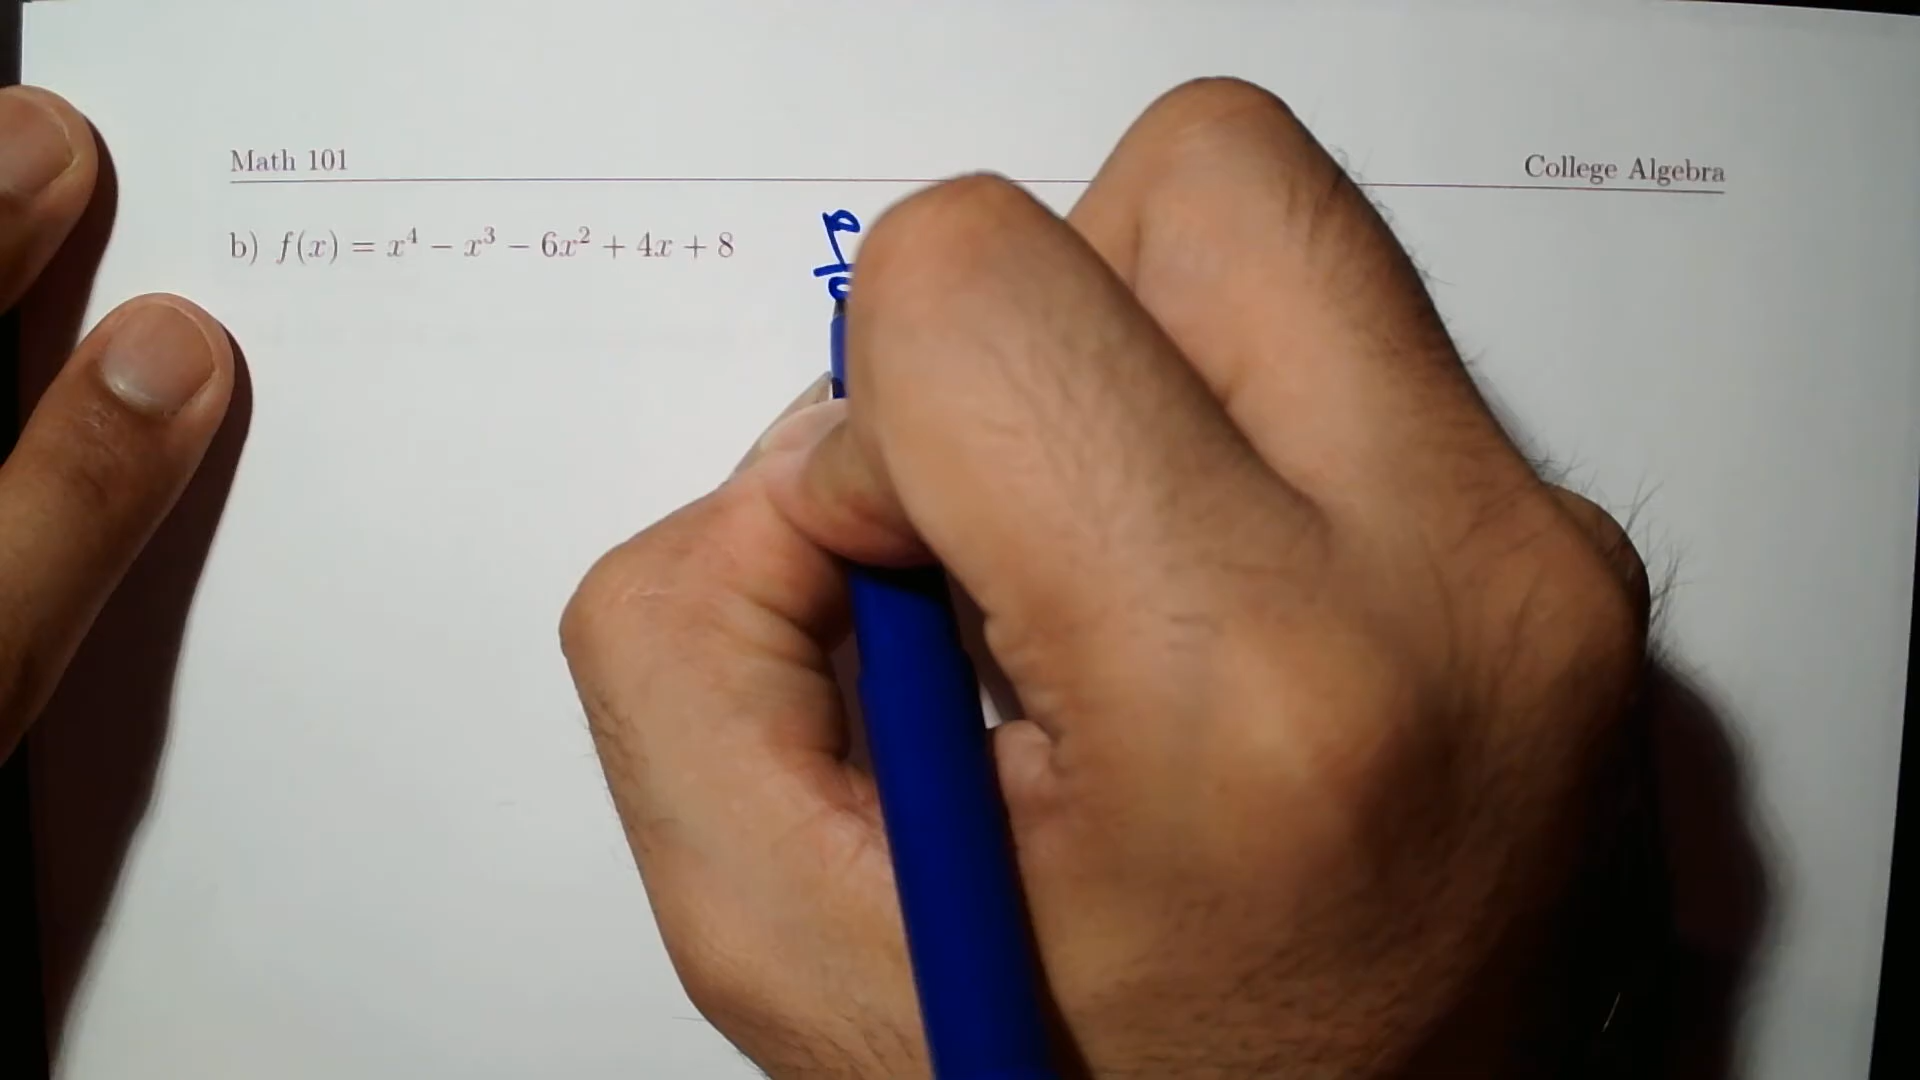 Math 101 College Algebra
b) f(x) = x⁴ − x³ − 6x² + 4x + 8